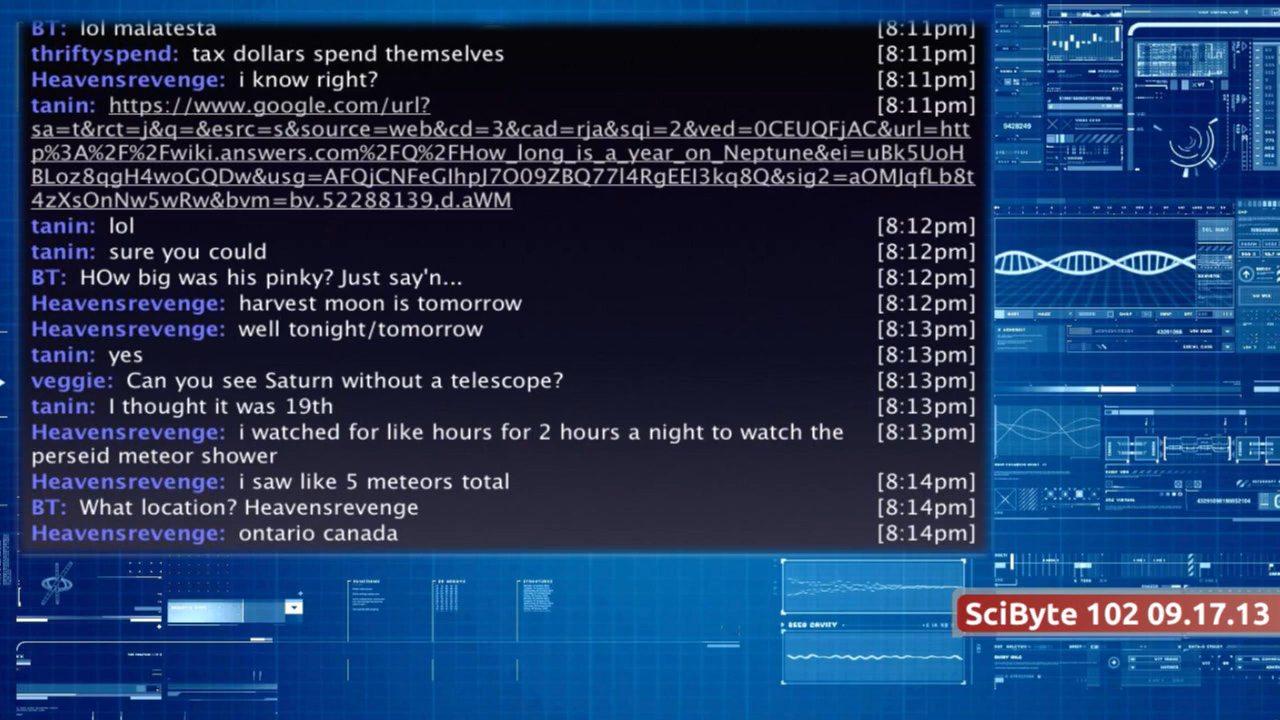 BT: lol malatesta [8:11pm]
thriftyspend: tax dollars spend themselves [8:11pm]
Heavensrevenge: i know right? [8:11pm]
tanin: https://www.google.com/url? [8:11pm]
sa=t&rct=j&q=&esrc=s&source=web&cd=3&cad=rja&sqi=2&ved=0CEUQFjAC&url=htt
p%3A%2F%2Fwiki.answers.com%2FQ%2FHow_long_is_a_year_on_Neptune&ei=uBk5UoH
4zXsOnNw5wRw&bvm=bv.52288139,d.aWM
tanin: lol [8:12pm]
tanin: sure you could [8:12pm]
BT: HOw big was his pinky? Just say'n... [8:12pm]
Heavensrevenge: harvest moon is tomorrow [8:12pm]
Heavensrevenge: well tonight/tomorrow [8:13pm]
tanin: yes [8:13pm]
veggie: Can you see Saturn without a telescope? [8:13pm]
tanin: I thought it was 19th [8:13pm]
Heavensrevenge: i watched for like hours for 2 hours a night to watch the [8:13pm]
perseid meteor shower
Heavensrevenge: i saw like 5 meteors total [8:14pm]
BT: What location? Heavensrevenge [8:14pm]
Heavensrevenge: ontario canada [8:14pm]
SciByte 102 09.17.13
9428249